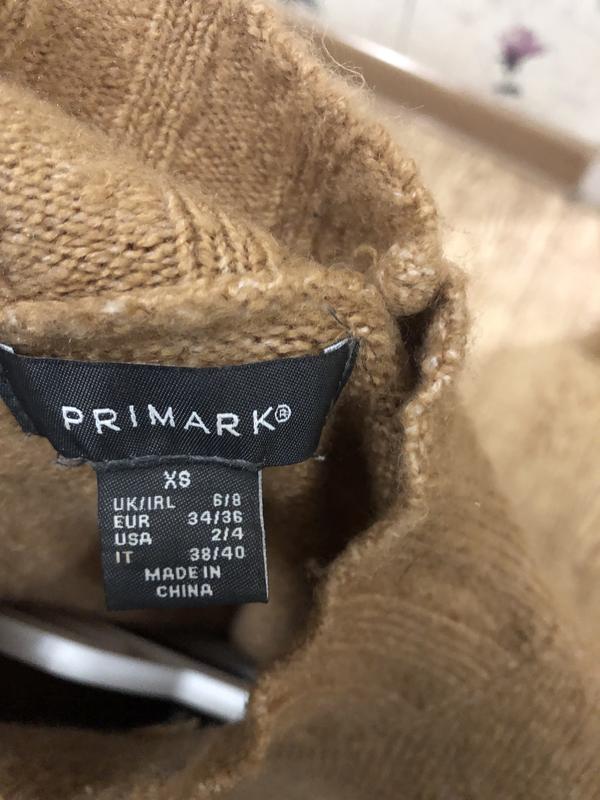 PRIMARK®
XS
UK/IRL 6/8
EUR 34/36
USA 2/4
IT 38/40
MADE IN
CHINA